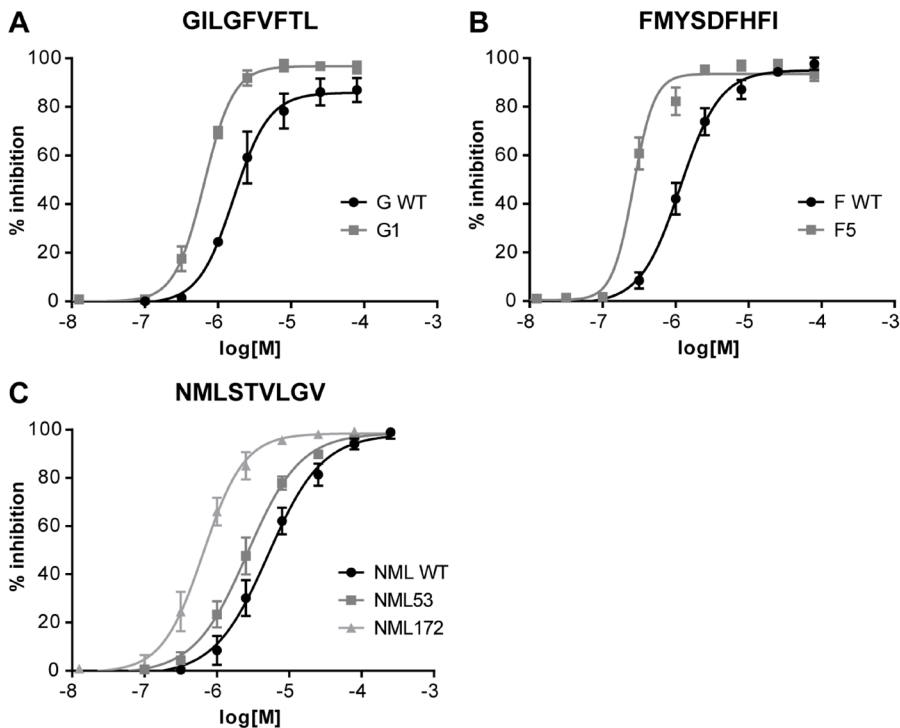 A
GILGFVFTL
% inhibition
100
80
60
40
20
0
-8 -7 -6 -5 -4 -3
log[M]
G WT
G1
B
FMYSDFHFI
% inhibition
100
80
60
40
20
0
-8 -7 -6 -5 -4 -3
log[M]
F WT
F5
C
NMLSTVLGV
% inhibition
100
80
60
40
20
0
-8 -7 -6 -5 -4 -3
log[M]
NML WT
NML53
NML172